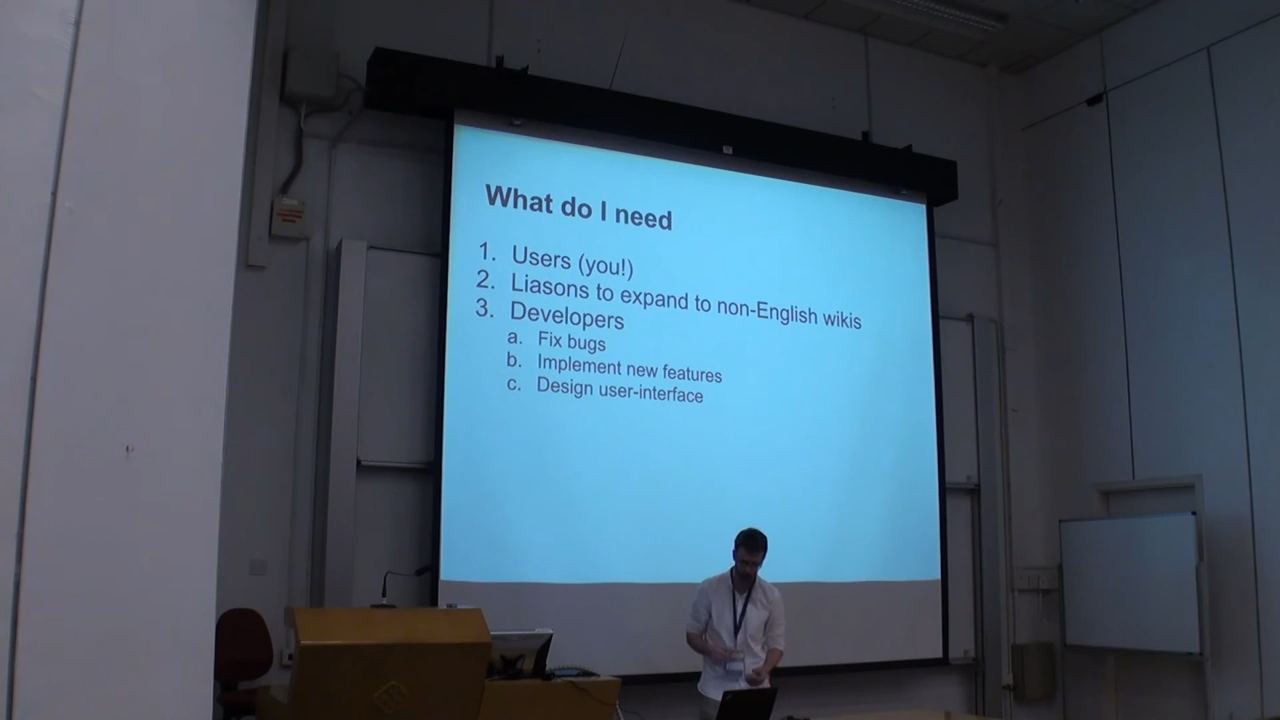 What do I need
1. Users (you!)
2. Liasons to expand to non-English wikis
3. Developers
a. Fix bugs
b. Implement new features
c. Design user-interface